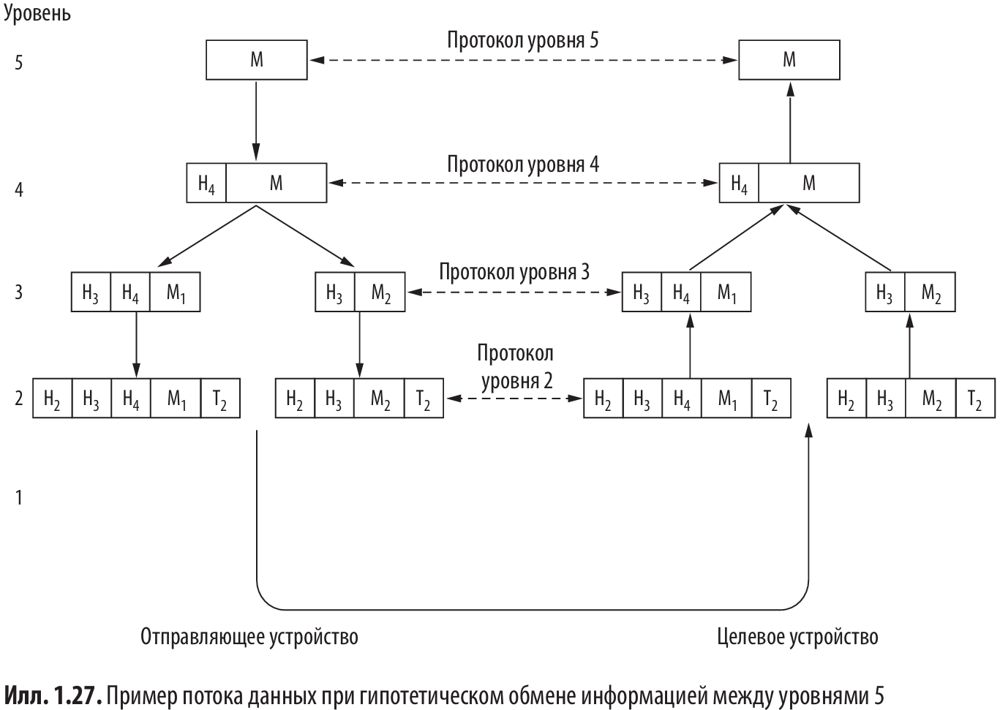 Уровень
5
M
Протокол уровня 5
M
4
H4 M
Протокол уровня 4
H4 M
3
H3 H4 M1
H3 M2
Протокол уровня 3
H3 H4 M1
H3 M2
2
H2 H3 H4 M1 T2
H2 H3 M2 T2
Протокол
уровня 2
H2 H3 H4 M1 T2
H2 H3 M2 T2
1
Отправляющее устройство
Целевое устройство
Илл. 1.27. Пример потока данных при гипотетическом обмене информацией между уровнями 5